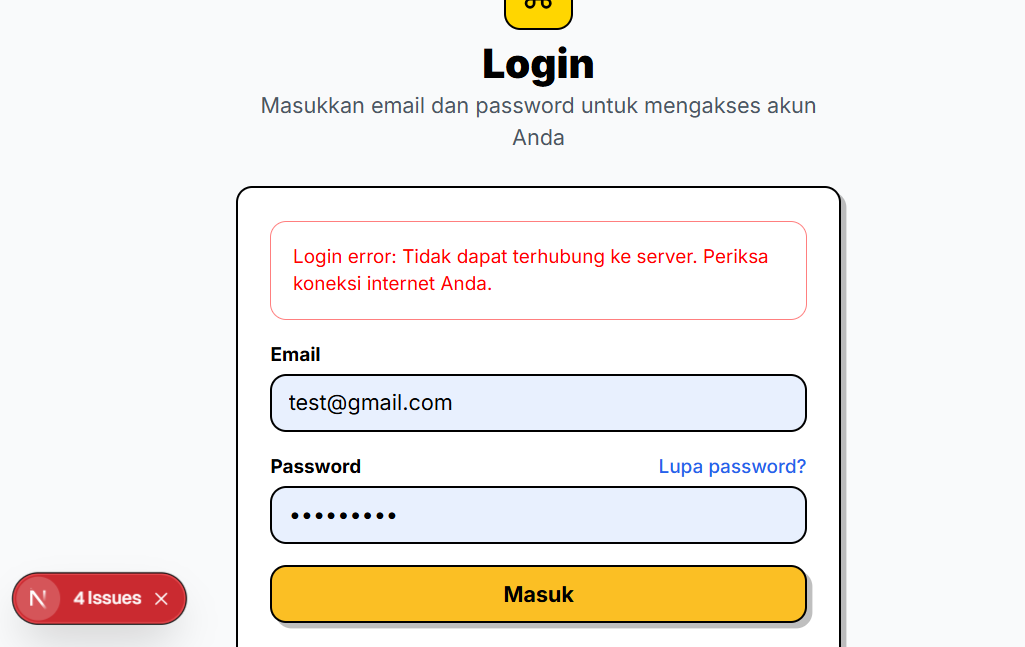 Login
Masukkan email dan password untuk mengakses akun
Anda
Login error: Tidak dapat terhubung ke server. Periksa
koneksi internet Anda.
Email
test@gmail.com
Password Lupa password?
•••••••••
Masuk
N 4 Issues